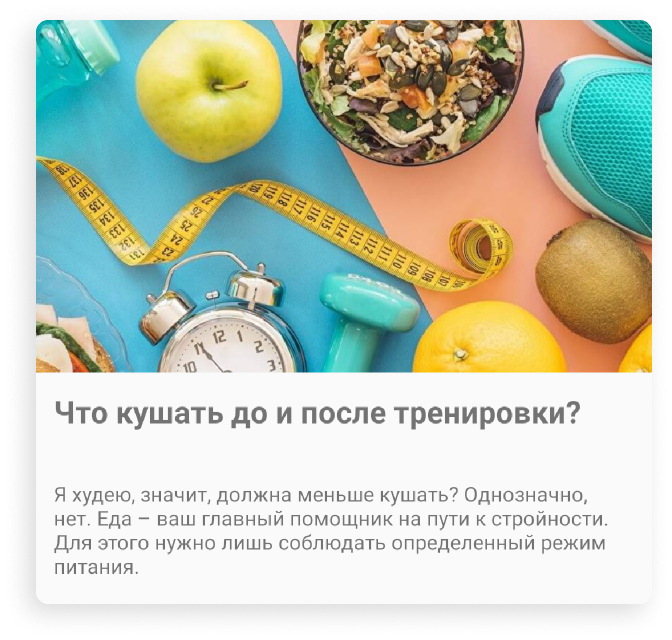 Что кушать до и после тренировки?
Я худею, значит, должна меньше кушать? Однозначно,
нет. Еда – ваш главный помощник на пути к стройности.
Для этого нужно лишь соблюдать определенный режим
питания.